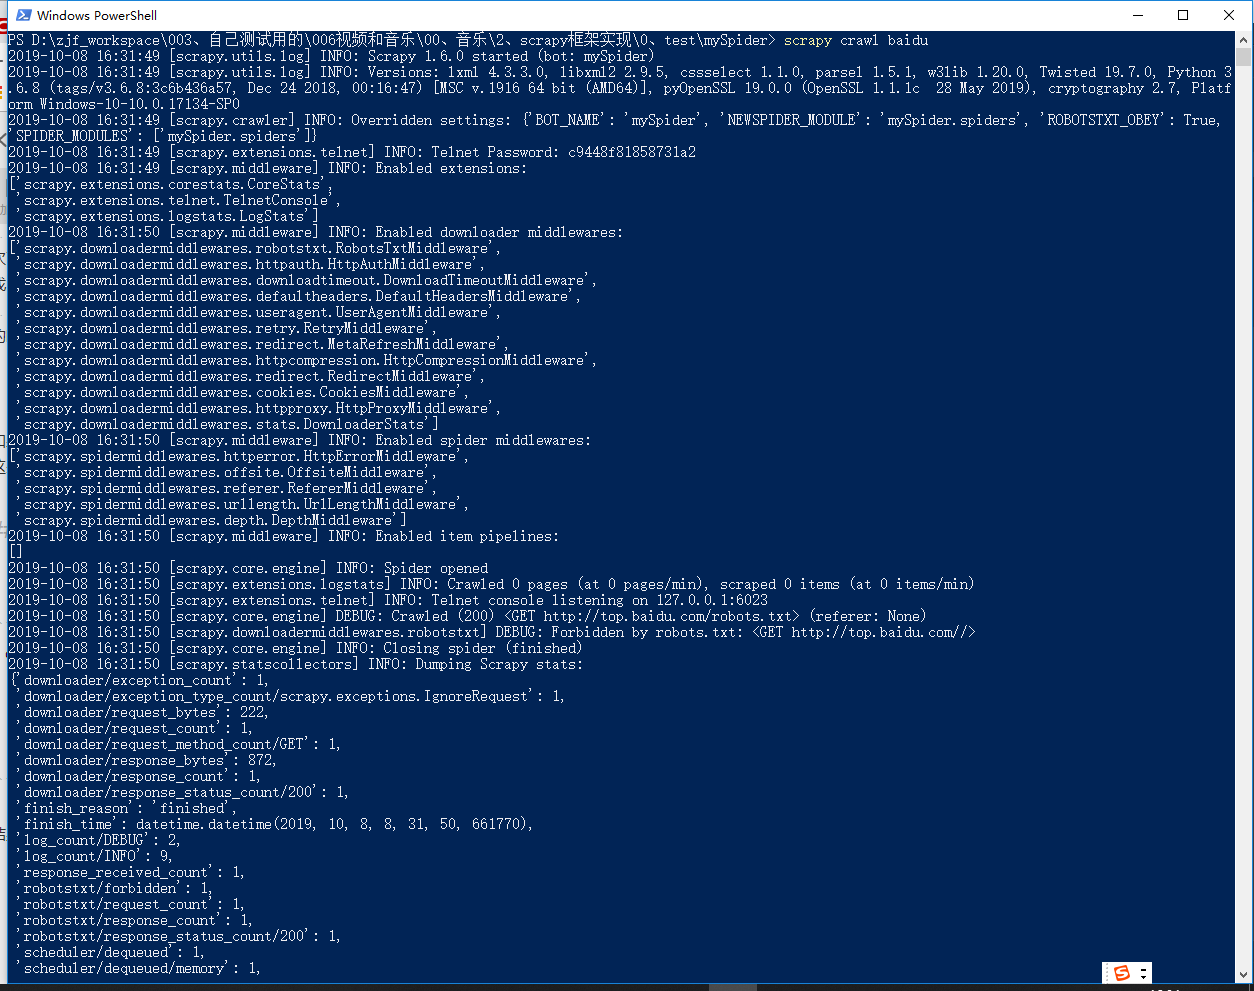 Windows PowerShell
PS D:\zjf_workspace\003、自己测试用的\006视频和音乐\00、音乐\2、scrapy框架实现\0、test\mySpider> scrapy crawl baidu
2019-10-08 16:31:49 [scrapy.utils.log] INFO: Scrapy 1.6.0 started (bot: mySpider)
2019-10-08 16:31:49 [scrapy.utils.log] INFO: Versions: lxml 4.3.3.0, libxml2 2.9.5, cssselect 1.1.0, parsel 1.5.1, w3lib 1.20.0, Twisted 19.7.0, Python 3
.6.8 (tags/v3.6.8:3c6b436a57, Dec 24 2018, 00:16:47) [MSC v.1916 64 bit (AMD64)], pyOpenSSL 19.0.0 (OpenSSL 1.1.1c  28 May 2019), cryptography 2.7, Platf
orm Windows-10-10.0.17134-SP0
2019-10-08 16:31:49 [scrapy.crawler] INFO: Overridden settings: {'BOT_NAME': 'mySpider', 'NEWSPIDER_MODULE': 'mySpider.spiders', 'ROBOTSTXT_OBEY': True,
'SPIDER_MODULES': ['mySpider.spiders']}
2019-10-08 16:31:49 [scrapy.extensions.telnet] INFO: Telnet Password: c9448f81858731a2
2019-10-08 16:31:49 [scrapy.middleware] INFO: Enabled extensions:
['scrapy.extensions.corestats.CoreStats',
 'scrapy.extensions.telnet.TelnetConsole',
 'scrapy.extensions.logstats.LogStats']
2019-10-08 16:31:50 [scrapy.middleware] INFO: Enabled downloader middlewares:
['scrapy.downloadermiddlewares.robotstxt.RobotsTxtMiddleware',
 'scrapy.downloadermiddlewares.httpauth.HttpAuthMiddleware',
 'scrapy.downloadermiddlewares.downloadtimeout.DownloadTimeoutMiddleware',
 'scrapy.downloadermiddlewares.defaultheaders.DefaultHeadersMiddleware',
 'scrapy.downloadermiddlewares.useragent.UserAgentMiddleware',
 'scrapy.downloadermiddlewares.retry.RetryMiddleware',
 'scrapy.downloadermiddlewares.redirect.MetaRefreshMiddleware',
 'scrapy.downloadermiddlewares.httpcompression.HttpCompressionMiddleware',
 'scrapy.downloadermiddlewares.redirect.RedirectMiddleware',
 'scrapy.downloadermiddlewares.cookies.CookiesMiddleware',
 'scrapy.downloadermiddlewares.httpproxy.HttpProxyMiddleware',
 'scrapy.downloadermiddlewares.stats.DownloaderStats']
2019-10-08 16:31:50 [scrapy.middleware] INFO: Enabled spider middlewares:
['scrapy.spidermiddlewares.httperror.HttpErrorMiddleware',
 'scrapy.spidermiddlewares.offsite.OffsiteMiddleware',
 'scrapy.spidermiddlewares.referer.RefererMiddleware',
 'scrapy.spidermiddlewares.urllength.UrlLengthMiddleware',
 'scrapy.spidermiddlewares.depth.DepthMiddleware']
2019-10-08 16:31:50 [scrapy.middleware] INFO: Enabled item pipelines:
[]
2019-10-08 16:31:50 [scrapy.core.engine] INFO: Spider opened
2019-10-08 16:31:50 [scrapy.extensions.logstats] INFO: Crawled 0 pages (at 0 pages/min), scraped 0 items (at 0 items/min)
2019-10-08 16:31:50 [scrapy.extensions.telnet] INFO: Telnet console listening on 127.0.0.1:6023
2019-10-08 16:31:50 [scrapy.core.engine] DEBUG: Crawled (200) <GET http://top.baidu.com/robots.txt> (referer: None)
2019-10-08 16:31:50 [scrapy.downloadermiddlewares.robotstxt] DEBUG: Forbidden by robots.txt: <GET http://top.baidu.com//>
2019-10-08 16:31:50 [scrapy.core.engine] INFO: Closing spider (finished)
2019-10-08 16:31:50 [scrapy.statscollectors] INFO: Dumping Scrapy stats:
{'downloader/exception_count': 1,
 'downloader/exception_type_count/scrapy.exceptions.IgnoreRequest': 1,
 'downloader/request_bytes': 222,
 'downloader/request_count': 1,
 'downloader/request_method_count/GET': 1,
 'downloader/response_bytes': 872,
 'downloader/response_count': 1,
 'downloader/response_status_count/200': 1,
 'finish_reason': 'finished',
 'finish_time': datetime.datetime(2019, 10, 8, 8, 31, 50, 661770),
 'log_count/DEBUG': 2,
 'log_count/INFO': 9,
 'response_received_count': 1,
 'robotstxt/forbidden': 1,
 'robotstxt/request_count': 1,
 'robotstxt/response_count': 1,
 'robotstxt/response_status_count/200': 1,
 'scheduler/dequeued': 1,
 'scheduler/dequeued/memory': 1,